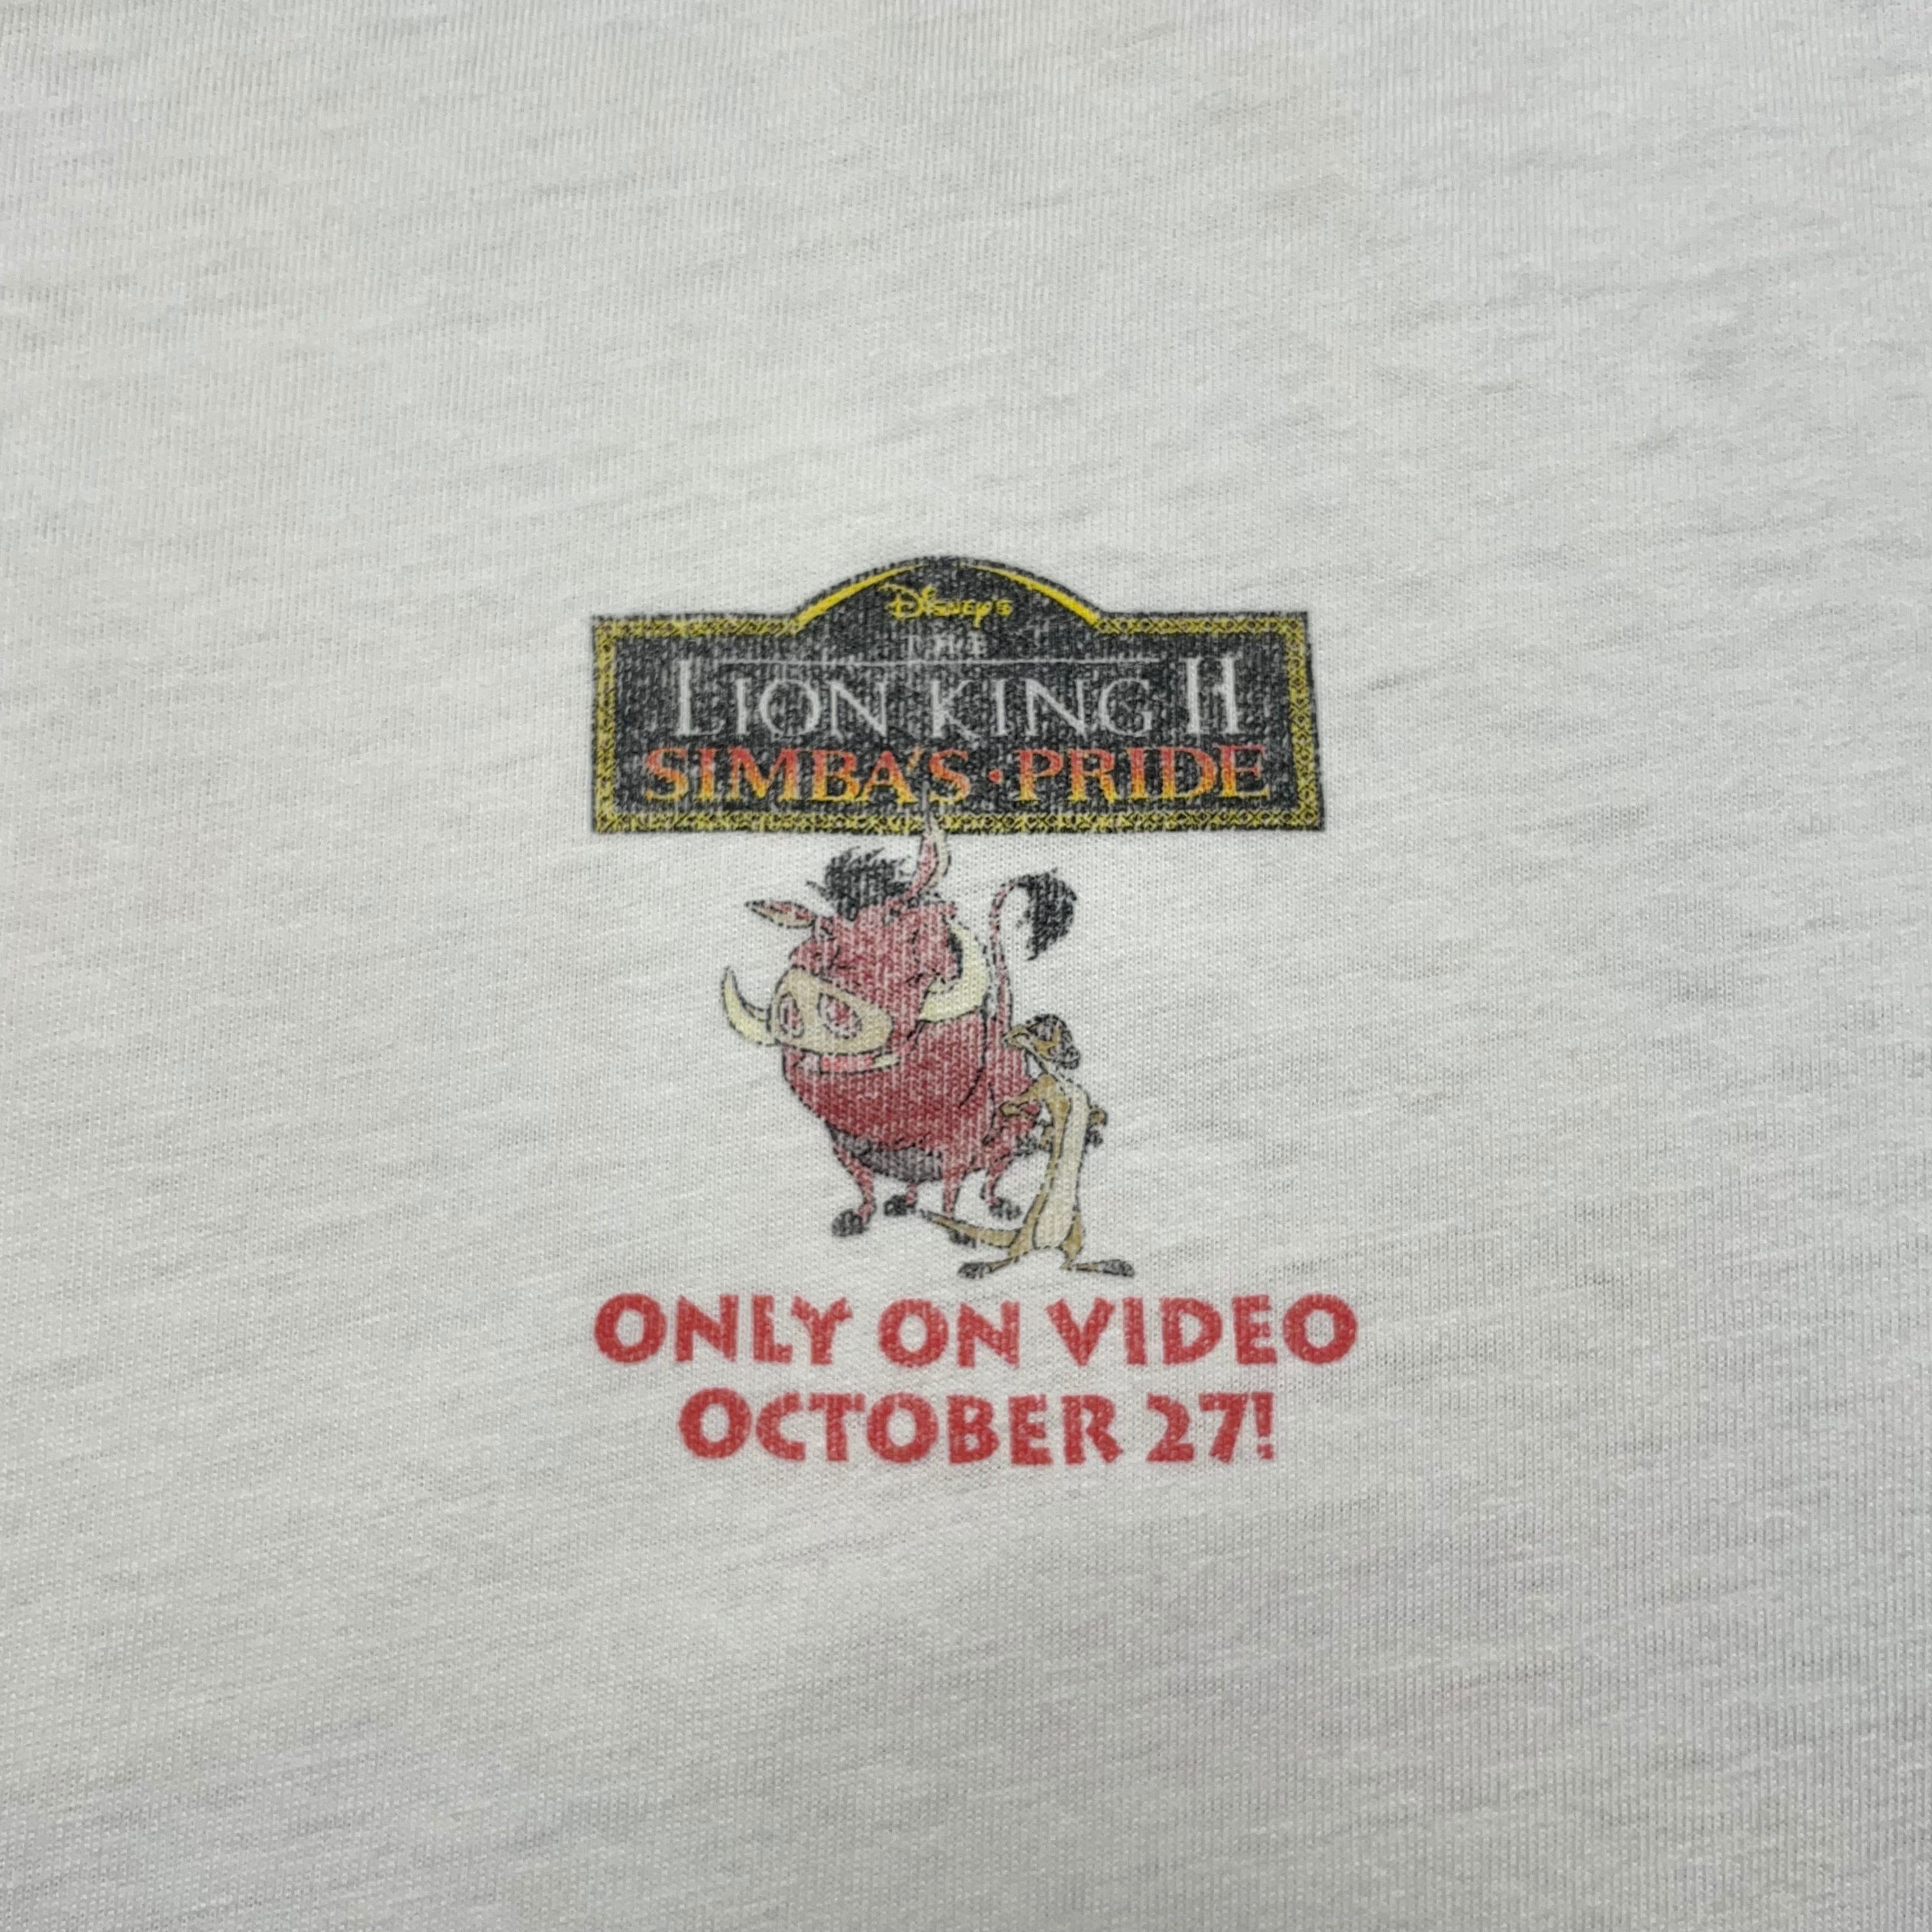 Disney's
THE
LION KING II
SIMBA'S · PRIDE
ONLY ON VIDEO
OCTOBER 27!